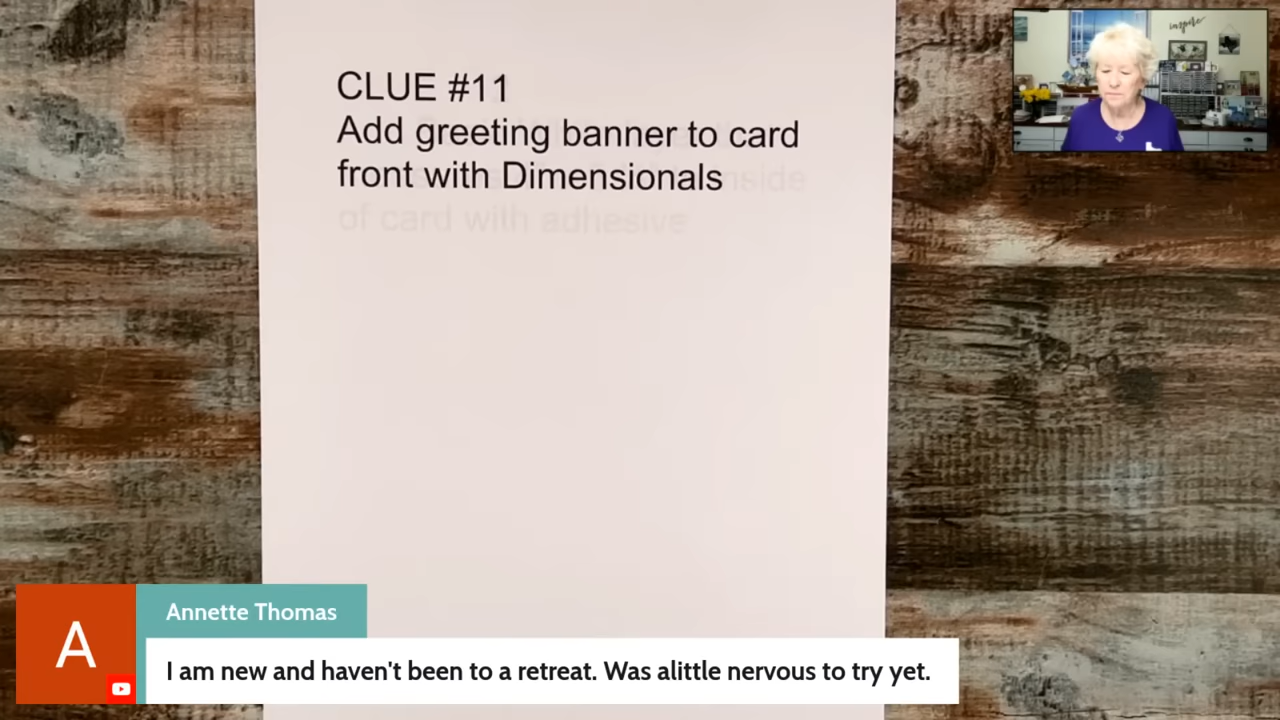 inspire
CLUE #11
Add greeting banner to card
front with Dimensionals
inside
of card with adhesive
A
Annette Thomas
I am new and haven't been to a retreat. Was alittle nervous to try yet.